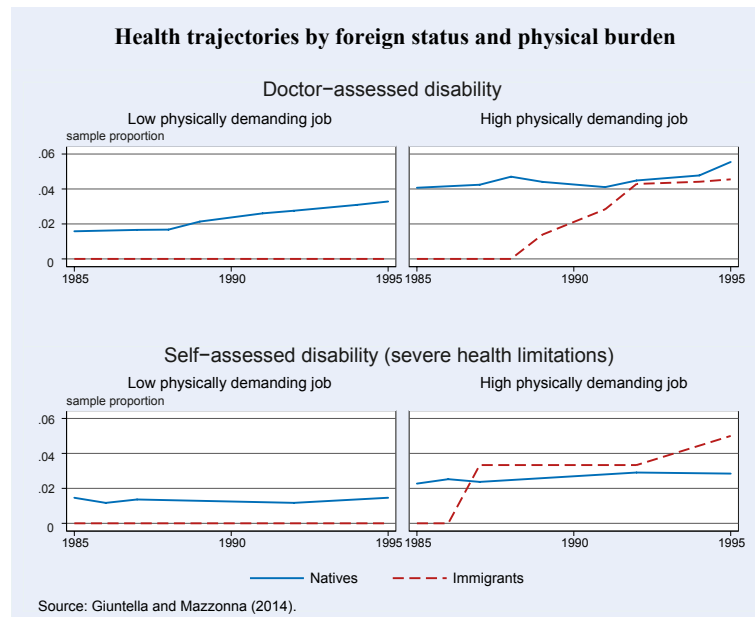 Health trajectories by foreign status and physical burden
Doctor−assessed disability
Low physically demanding job
High physically demanding job
sample proportion
.06
.04
.02
0
1985
1990
1995
1985
1990
1995
Self−assessed disability (severe health limitations)
Low physically demanding job
High physically demanding job
sample proportion
.06
.04
.02
0
1985
1990
1995
1985
1990
1995
Natives
Immigrants
Source: Giuntella and Mazzonna (2014).